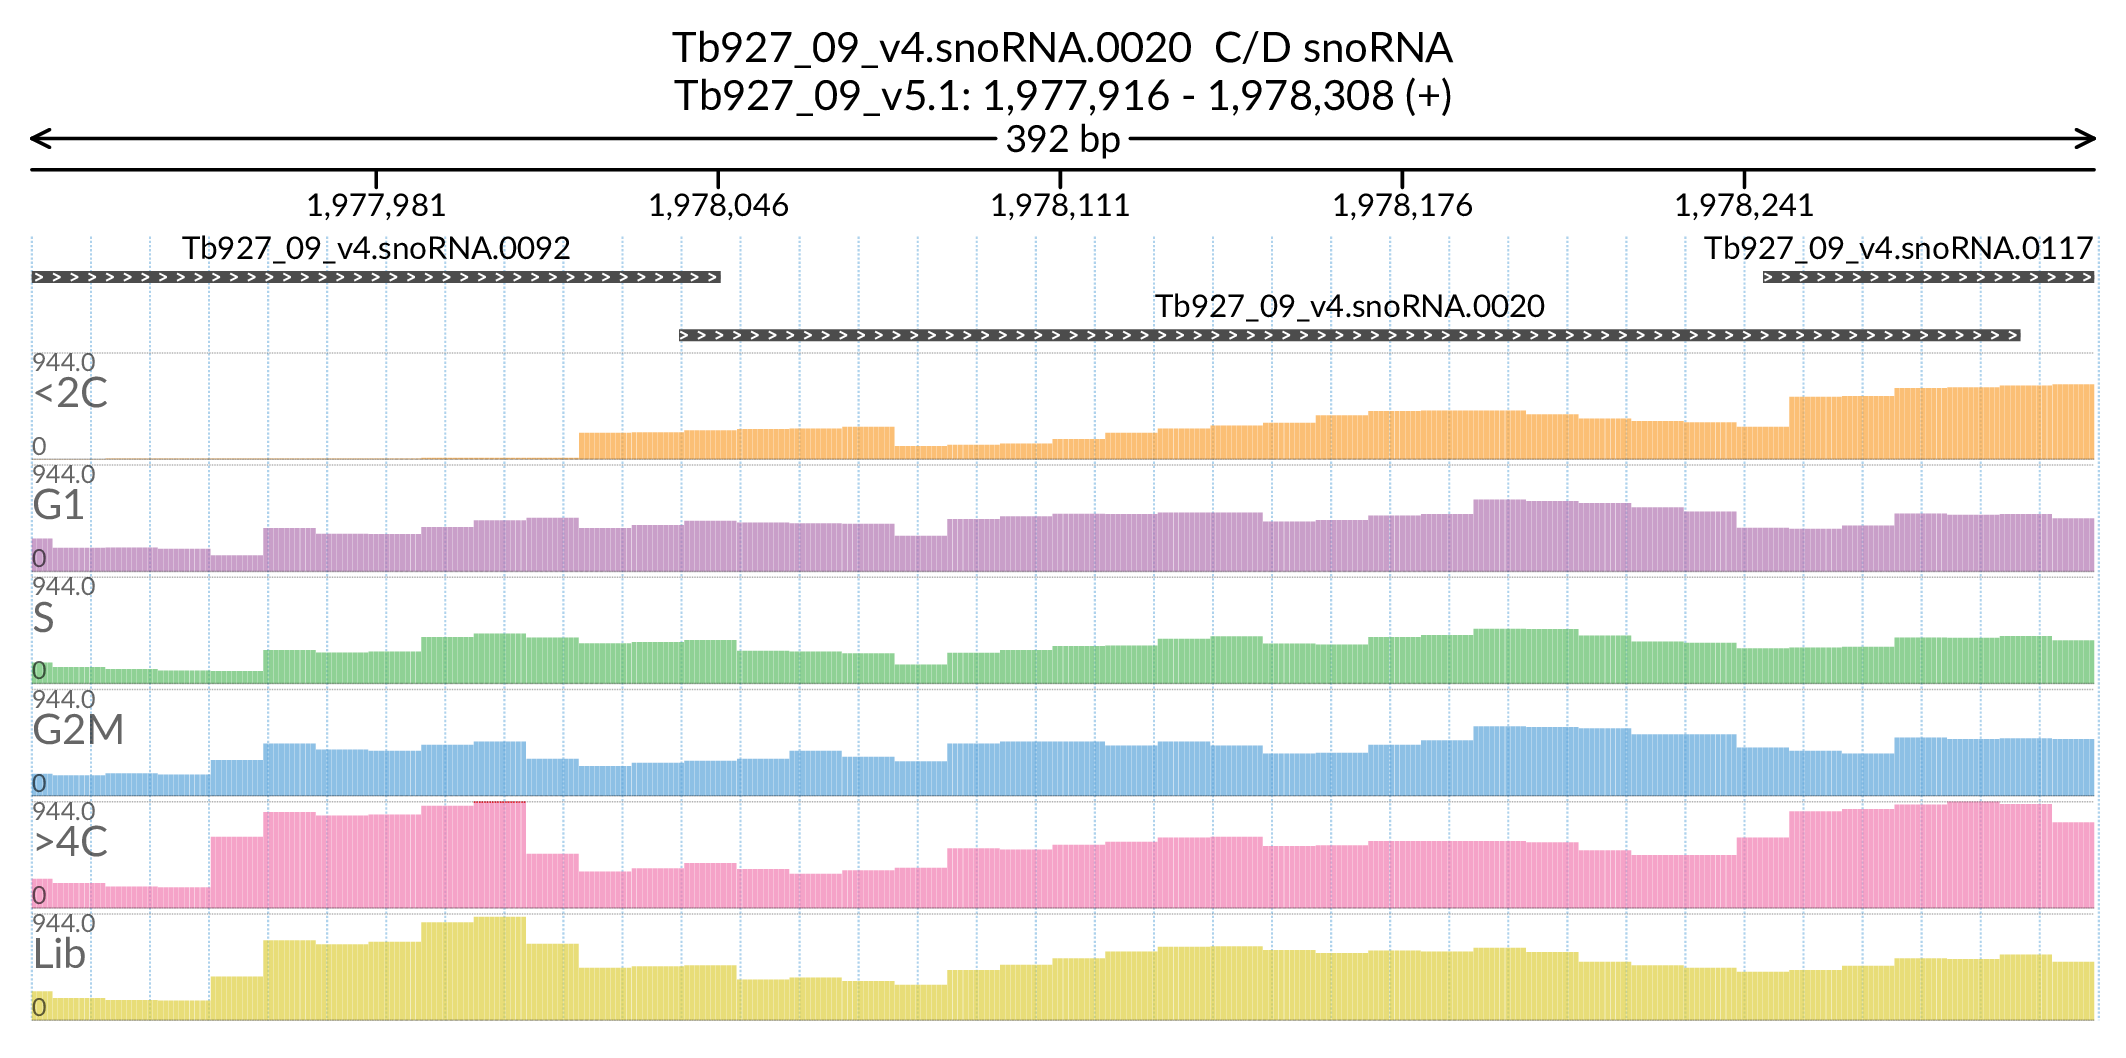 Tb927_09_v4.snoRNA.0020  C/D snoRNA
Tb927_09_v5.1: 1,977,916 - 1,978,308 (+)
392 bp
1,977,981 1,978,046 1,978,111 1,978,176 1,978,241
Tb927_09_v4.snoRNA.0092 Tb927_09_v4.snoRNA.0117
Tb927_09_v4.snoRNA.0020
944.0
<2C
0
944.0
G1
0
944.0
S
0
944.0
G2M
0
944.0
>4C
0
944.0
Lib
0